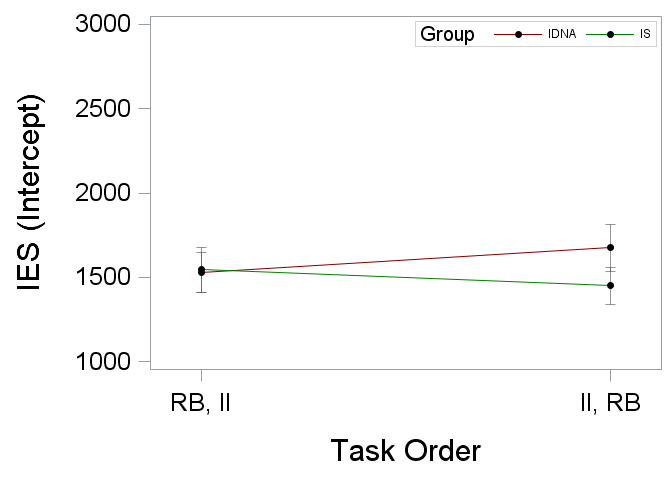 3000
Group IDNA IS
2500
2000
1500
1000
IES (Intercept)
RB, II
II, RB
Task Order